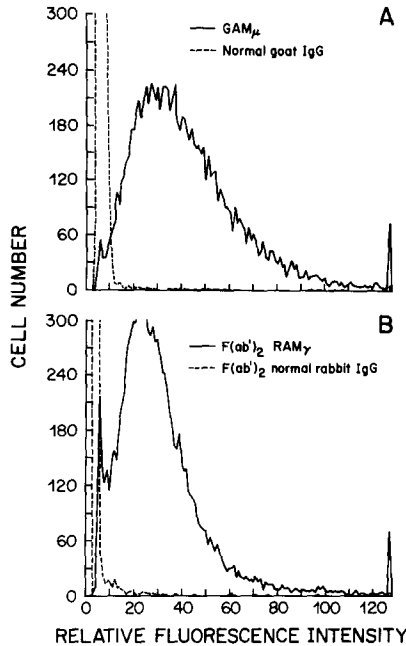 A
GAMμ
Normal goat IgG
300
240
180
120
60
0
CELL NUMBER
B
F(ab')2 RAMγ
F(ab')2 normal rabbit IgG
300
240
180
120
60
0
0 20 40 60 80 100 120
RELATIVE FLUORESCENCE INTENSITY